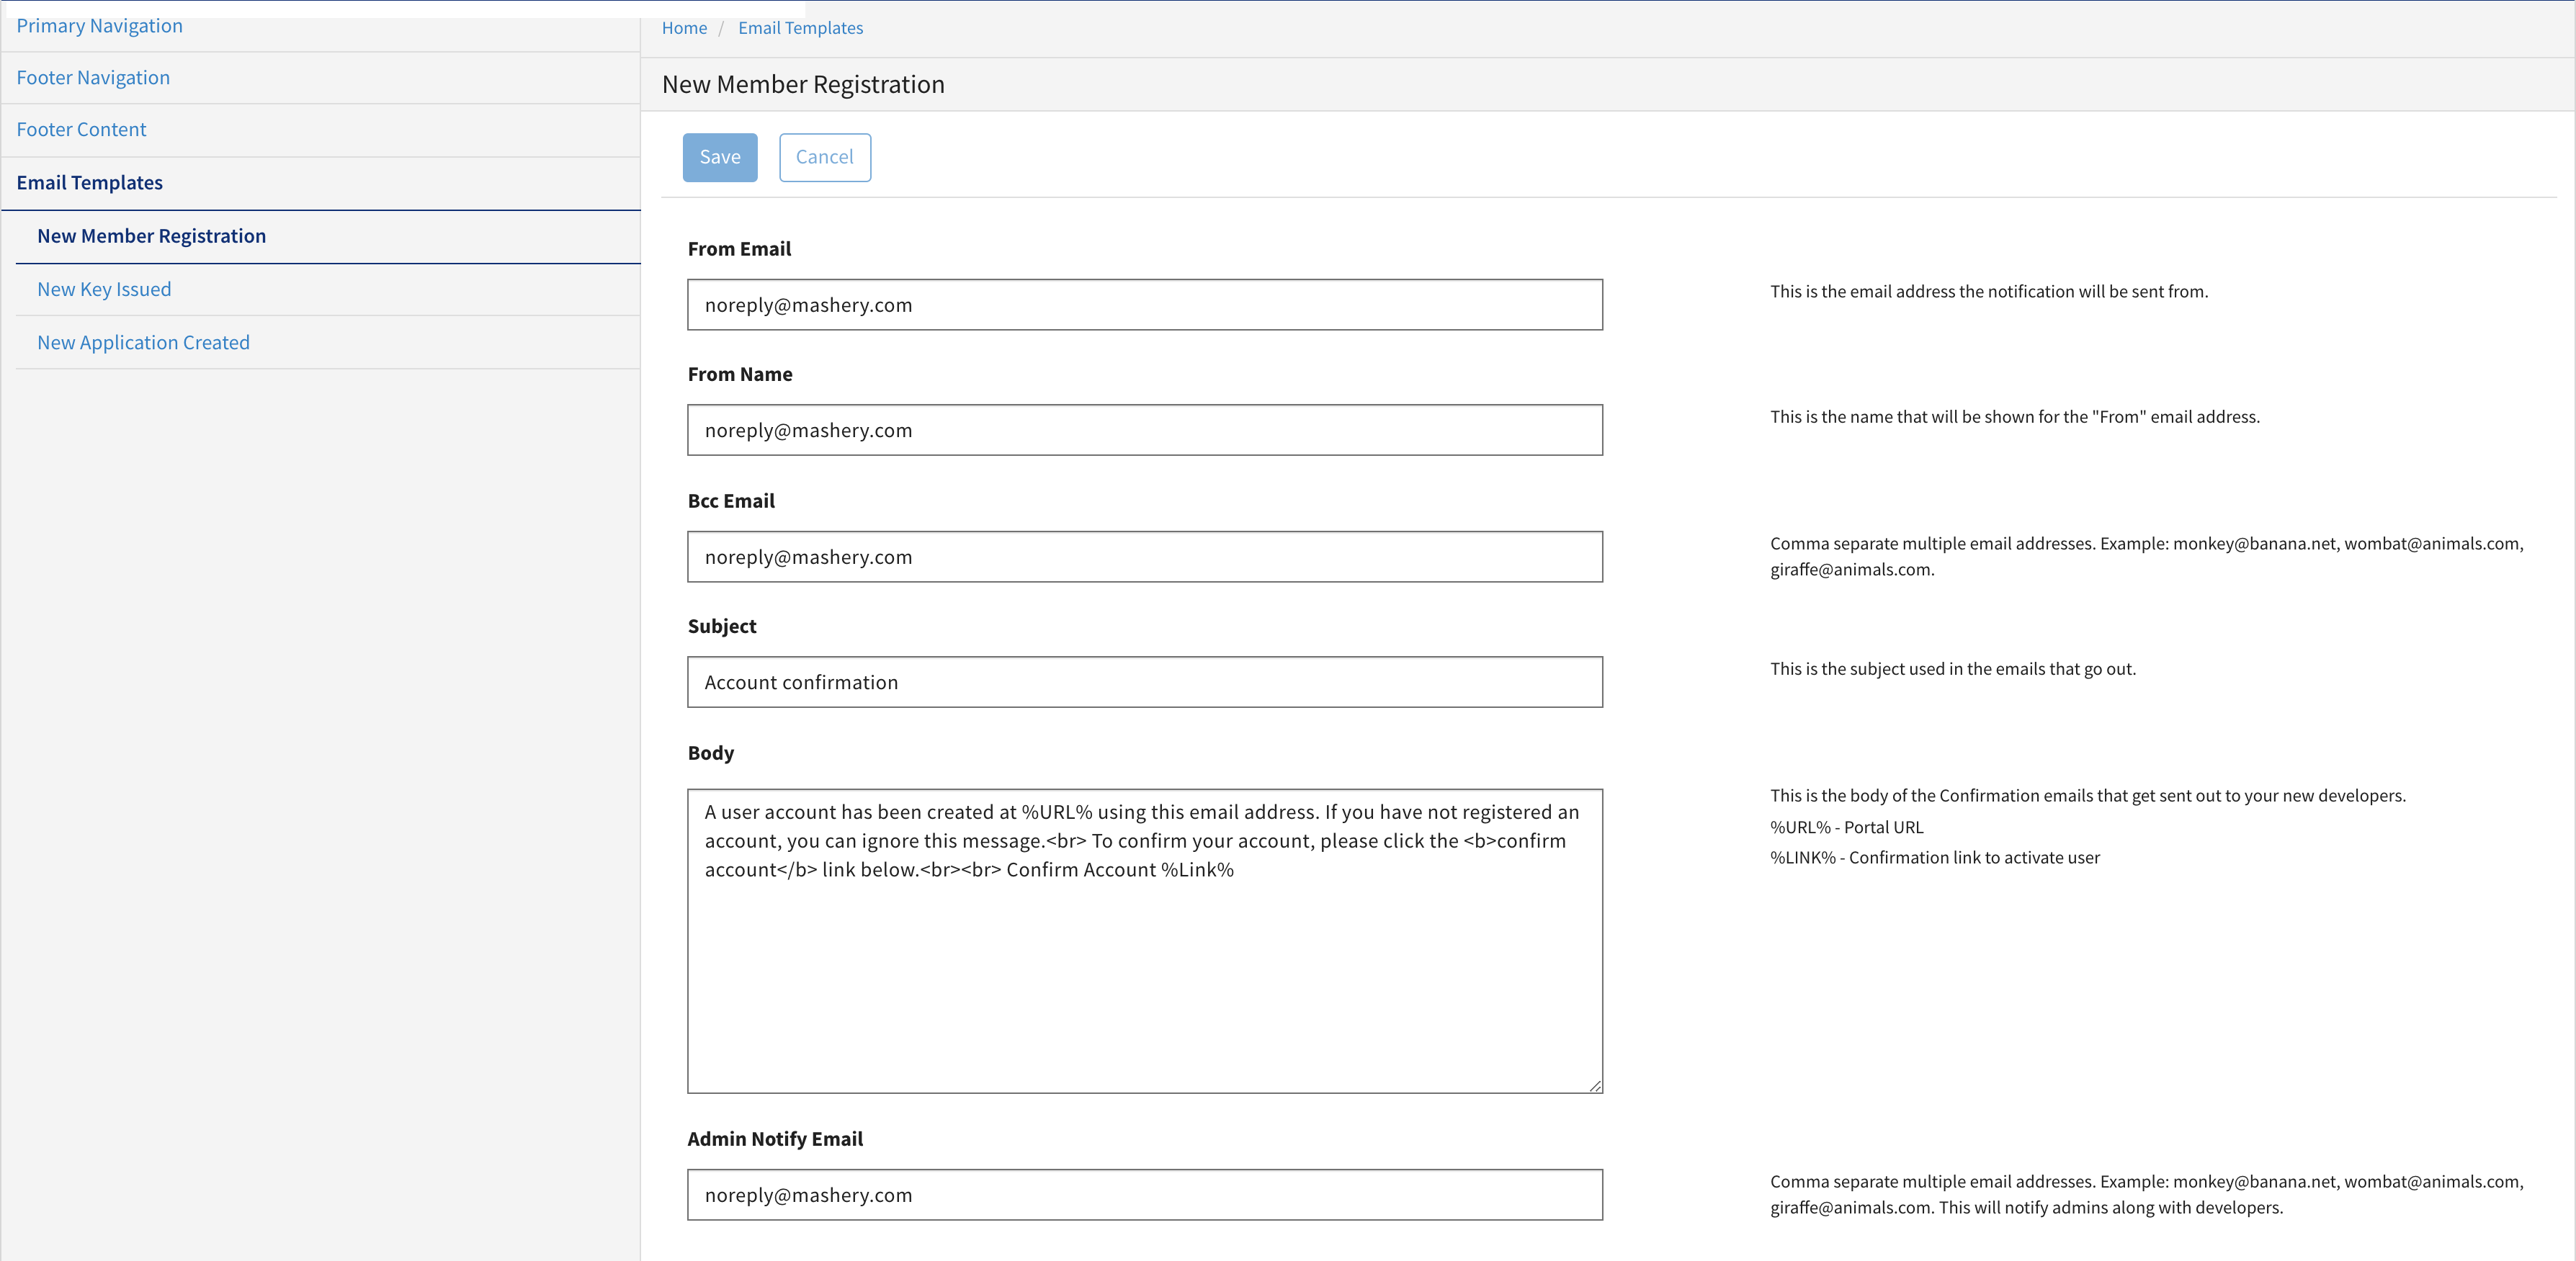 Primary Navigation
Footer Navigation
Footer Content
Email Templates
New Member Registration
New Key Issued
New Application Created
Home / Email Templates
New Member Registration
Save Cancel
From Email
noreply@mashery.com
This is the email address the notification will be sent from.
From Name
noreply@mashery.com
This is the name that will be shown for the "From" email address.
Bcc Email
noreply@mashery.com
Comma separate multiple email addresses. Example: monkey@banana.net, wombat@animals.com,
giraffe@animals.com.
Subject
Account confirmation
This is the subject used in the emails that go out.
Body
A user account has been created at %URL% using this email address. If you have not registered an
account, you can ignore this message.<br> To confirm your account, please click the <b>confirm
account</b> link below.<br><br> Confirm Account %Link%
This is the body of the Confirmation emails that get sent out to your new developers.
%URL% - Portal URL
%LINK% - Confirmation link to activate user
Admin Notify Email
noreply@mashery.com
Comma separate multiple email addresses. Example: monkey@banana.net, wombat@animals.com,
giraffe@animals.com. This will notify admins along with developers.